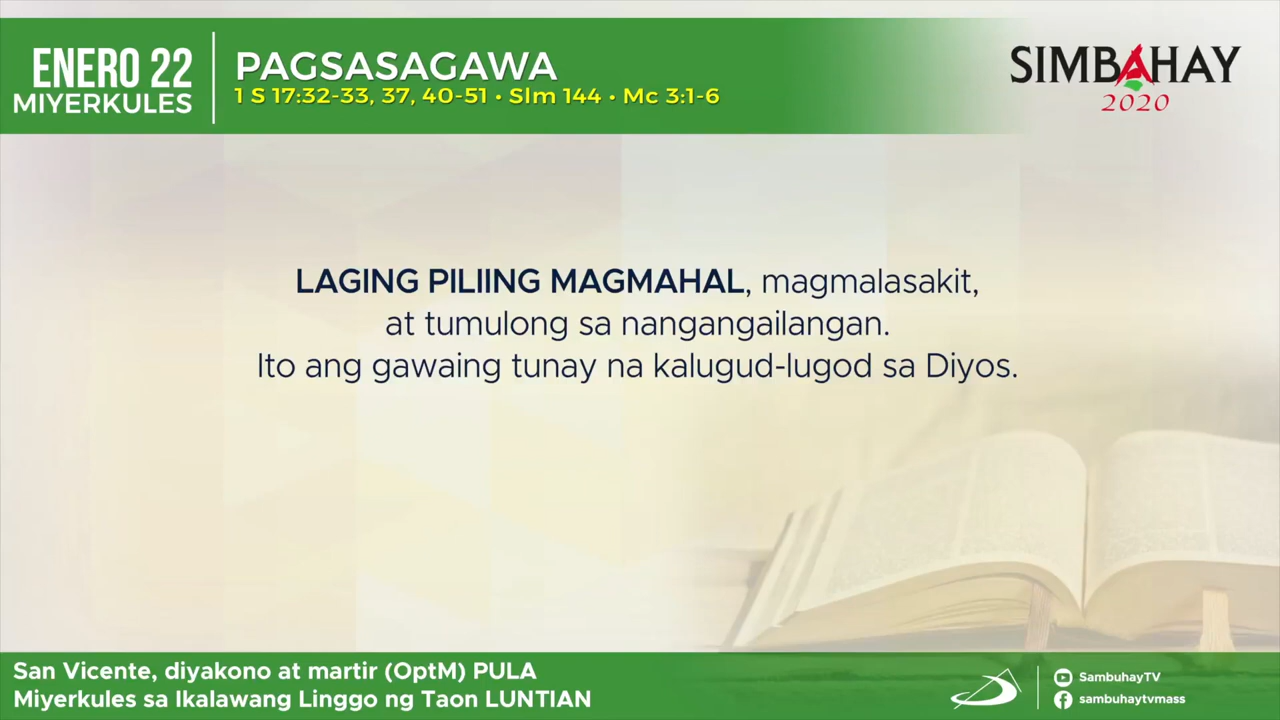 ENERO 22
MIYERKULES
PAGSASAGAWA
1 S 17:32-33, 37, 40-51 • Slm 144 • Mc 3:1-6
SIMBAHAY
2020
LAGING PILIING MAGMAHAL, magmalasakit,
at tumulong sa nangangailangan.
Ito ang gawaing tunay na kalugud-lugod sa Diyos.
San Vicente, diyakono at martir (OptM) PULA
Miyerkules sa Ikalawang Linggo ng Taon LUNTIAN
SambuhayTV
sambuhaytvmass